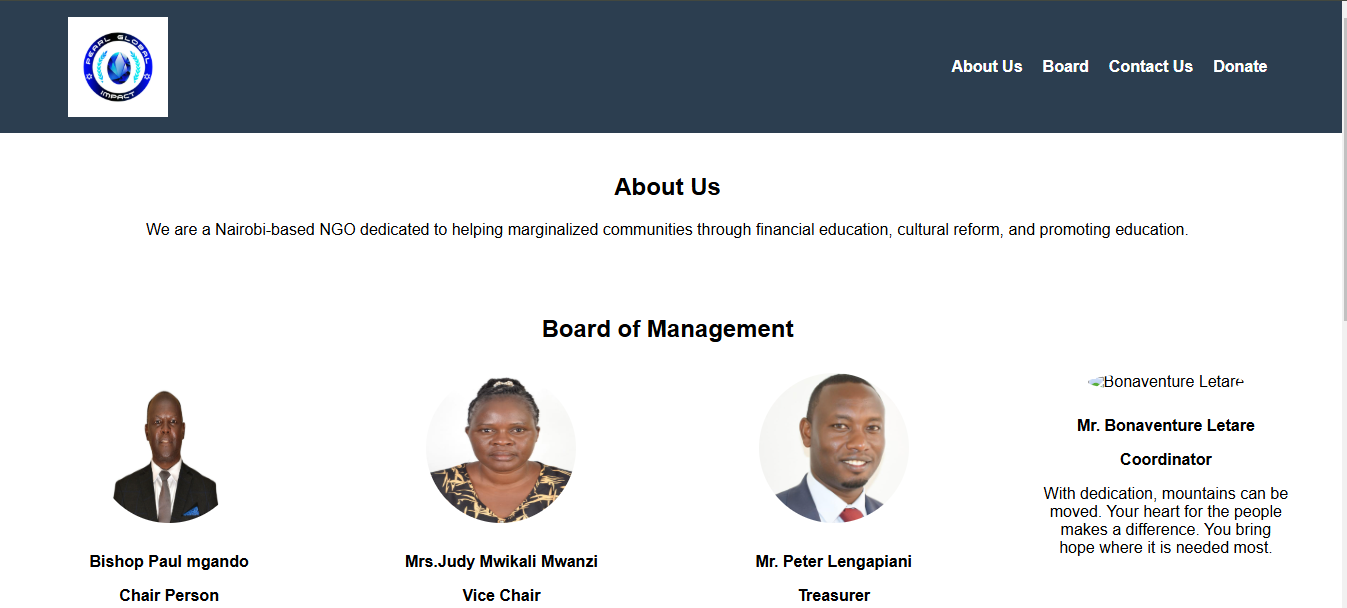 PEARL GLOBAL
IMPACT
About Us Board Contact Us Donate
About Us
We are a Nairobi-based NGO dedicated to helping marginalized communities through financial education, cultural reform, and promoting education.
Board of Management
Bonaventure Letare
Mr. Bonaventure Letare
Coordinator
With dedication, mountains can be
moved. Your heart for the people
makes a difference. You bring
hope where it is needed most.
Bishop Paul mgando
Mrs.Judy Mwikali Mwanzi
Mr. Peter Lengapiani
Chair Person
Vice Chair
Treasurer